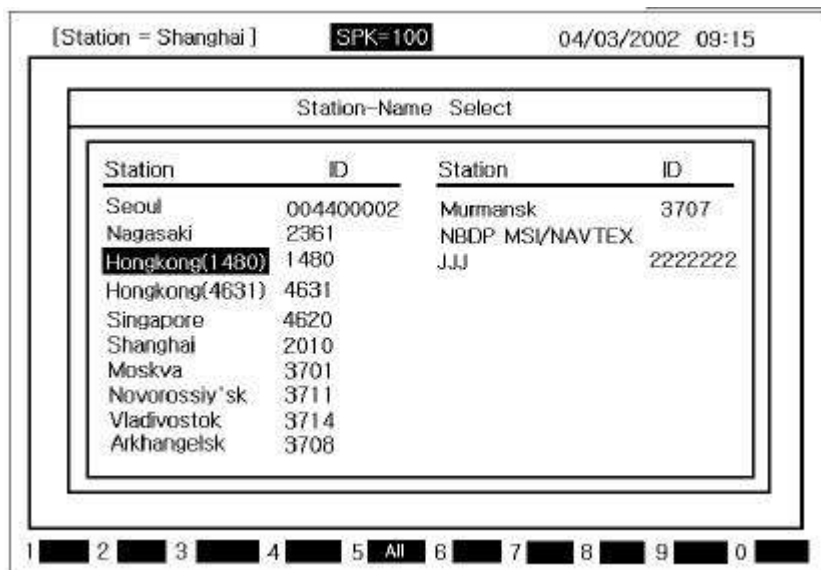 [Station = Shanghai] SPK=100 04/03/2002 09:15
Station-Name Select
Station ID Station ID
Seoul 004400002 Murmansk 3707
Nagasaki 2361 NBDP MSI/NAVTEX
Hongkong(1480) 1480 JJJ 2222222
Hongkong(4631) 4631
Singapore 4620
Shanghai 2010
Moskva 3701
Novorossiy'sk 3711
Vladivostok 3714
Arkhangelsk 3708
1 2 3 4 5 All 6 7 8 9 0